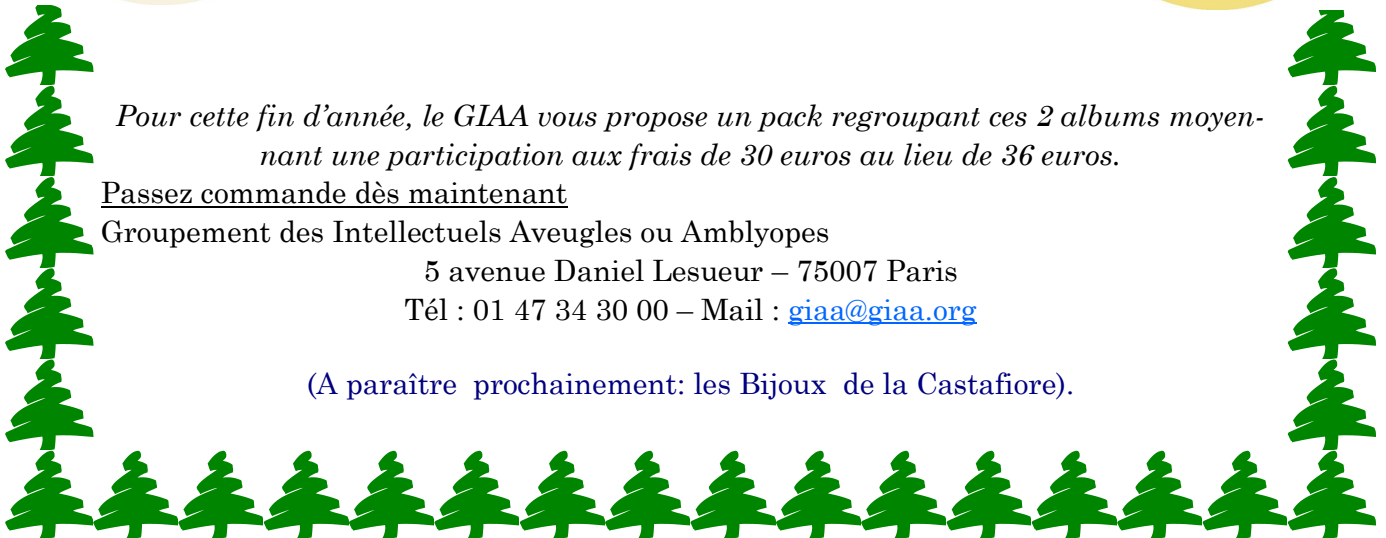 Pour cette fin d’année, le GIAA vous propose un pack regroupant ces 2 albums moyen-
nant une participation aux frais de 30 euros au lieu de 36 euros.
Passez commande dès maintenant
Groupement des Intellectuels Aveugles ou Amblyopes
5 avenue Daniel Lesueur – 75007 Paris
Tél : 01 47 34 30 00 – Mail : giaa@giaa.org
(A paraître  prochainement: les Bijoux  de la Castafiore).